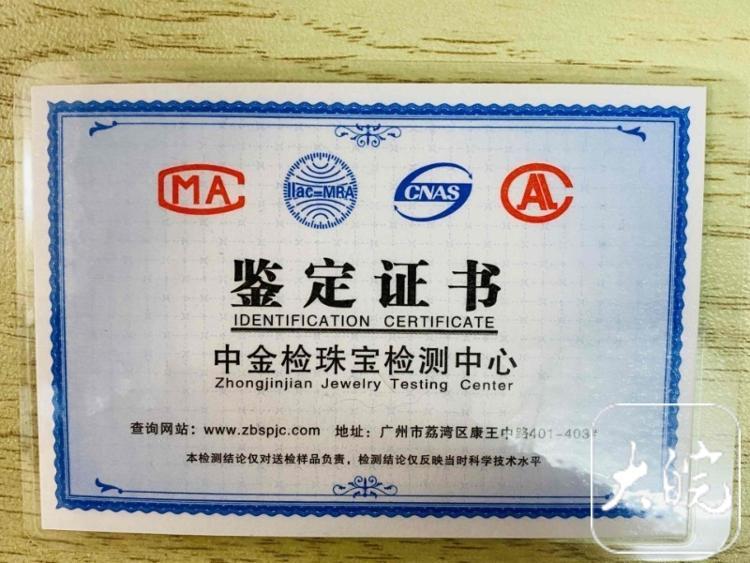 CMA
ilac-MRA
CNAS
CAL
鉴定证书
IDENTIFICATION CERTIFICATE
中金检珠宝检测中心
Zhongjinjian Jewelry Testing Center
查询网站：www.zbspjc.com 地址：广州市荔湾区康王中路401-403#
本检测结论仅对送检样品负责，检测结论仅反映当时科学技术水平
大皖